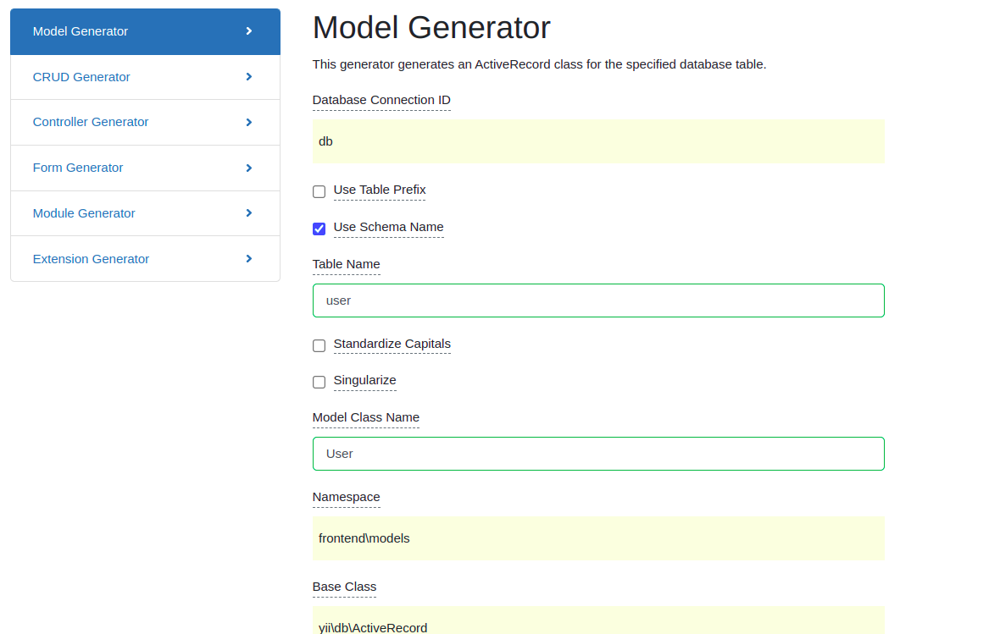 Model Generator
CRUD Generator
Controller Generator
Form Generator
Module Generator
Extension Generator
Model Generator
This generator generates an ActiveRecord class for the specified database table.
Database Connection ID
db
Use Table Prefix
Use Schema Name
Table Name
user
Standardize Capitals
Singularize
Model Class Name
User
Namespace
frontend\models
Base Class
yii\db\ActiveRecord